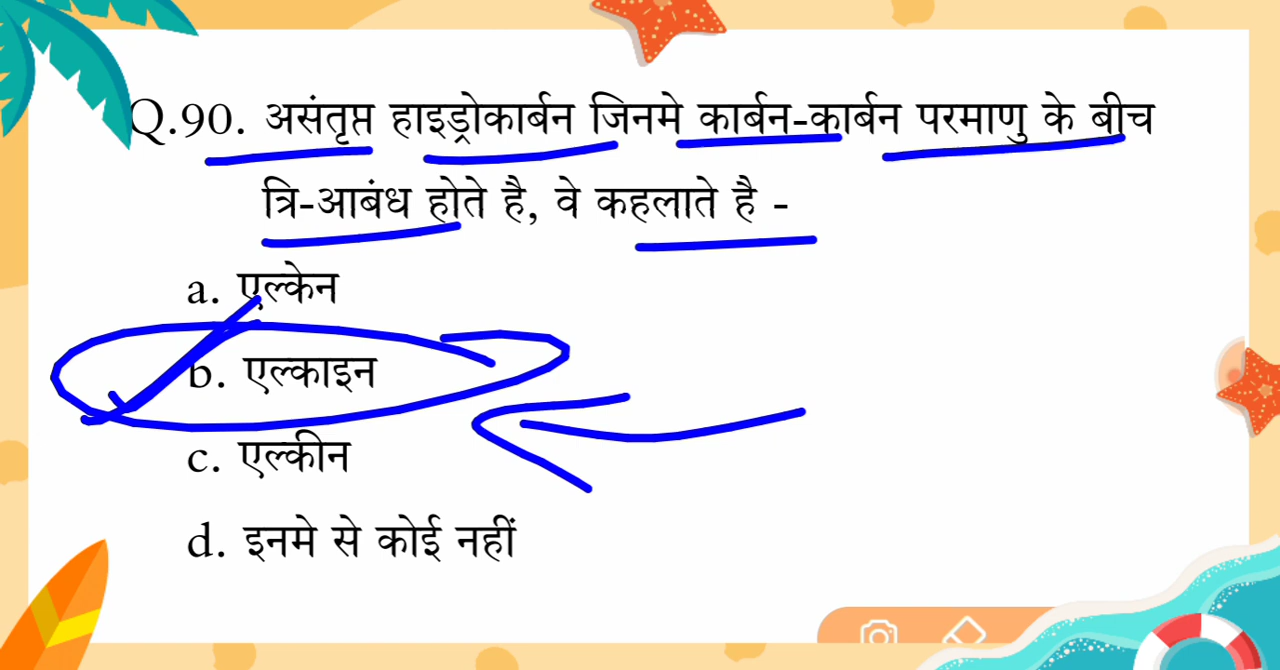 Q.90. असंतृप्त हाइड्रोकार्बन जिनमे कार्बन-कार्बन परमाणु के बीच
त्रि-आबंध होते है, वे कहलाते है -
a. एल्केन
b. एल्काइन
c. एल्कीन
d. इनमे से कोई नहीं